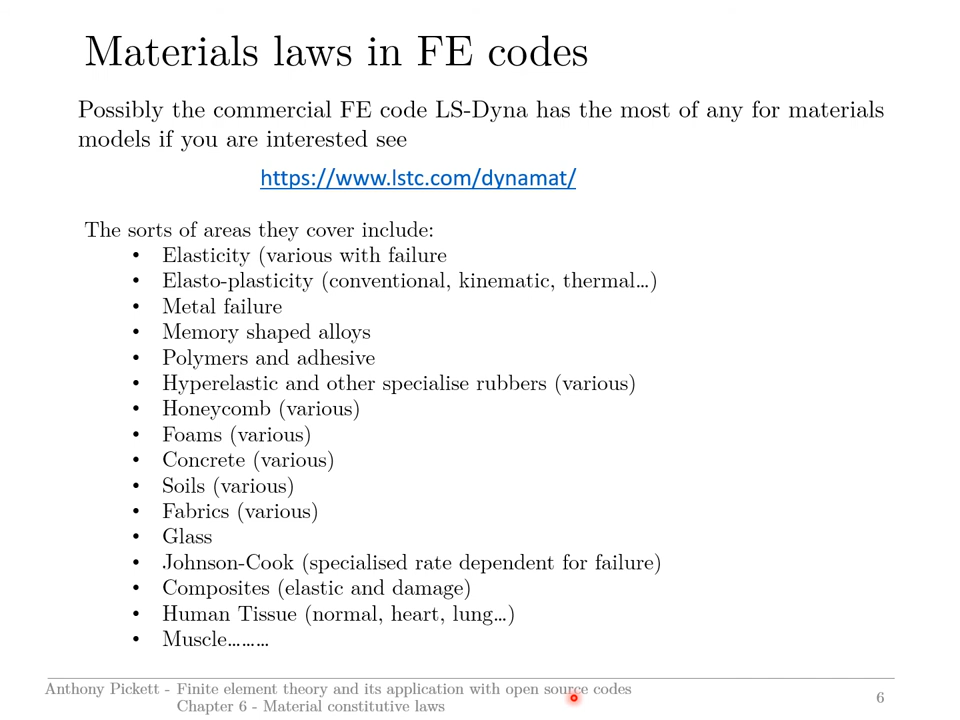 Materials laws in FE codes
Possibly the commercial FE code LS-Dyna has the most of any for materials
models if you are interested see
https://www.lstc.com/dynamat/
The sorts of areas they cover include:
• Elasticity (various with failure
• Elasto-plasticity (conventional, kinematic, thermal…)
• Metal failure
• Memory shaped alloys
• Polymers and adhesive
• Hyperelastic and other specialise rubbers (various)
• Honeycomb (various)
• Foams (various)
• Concrete (various)
• Soils (various)
• Fabrics (various)
• Glass
• Johnson-Cook (specialised rate dependent for failure)
• Composites (elastic and damage)
• Human Tissue (normal, heart, lung…)
• Muscle………
Anthony Pickett - Finite element theory and its application with open source codes
Chapter 6 - Material constitutive laws
6